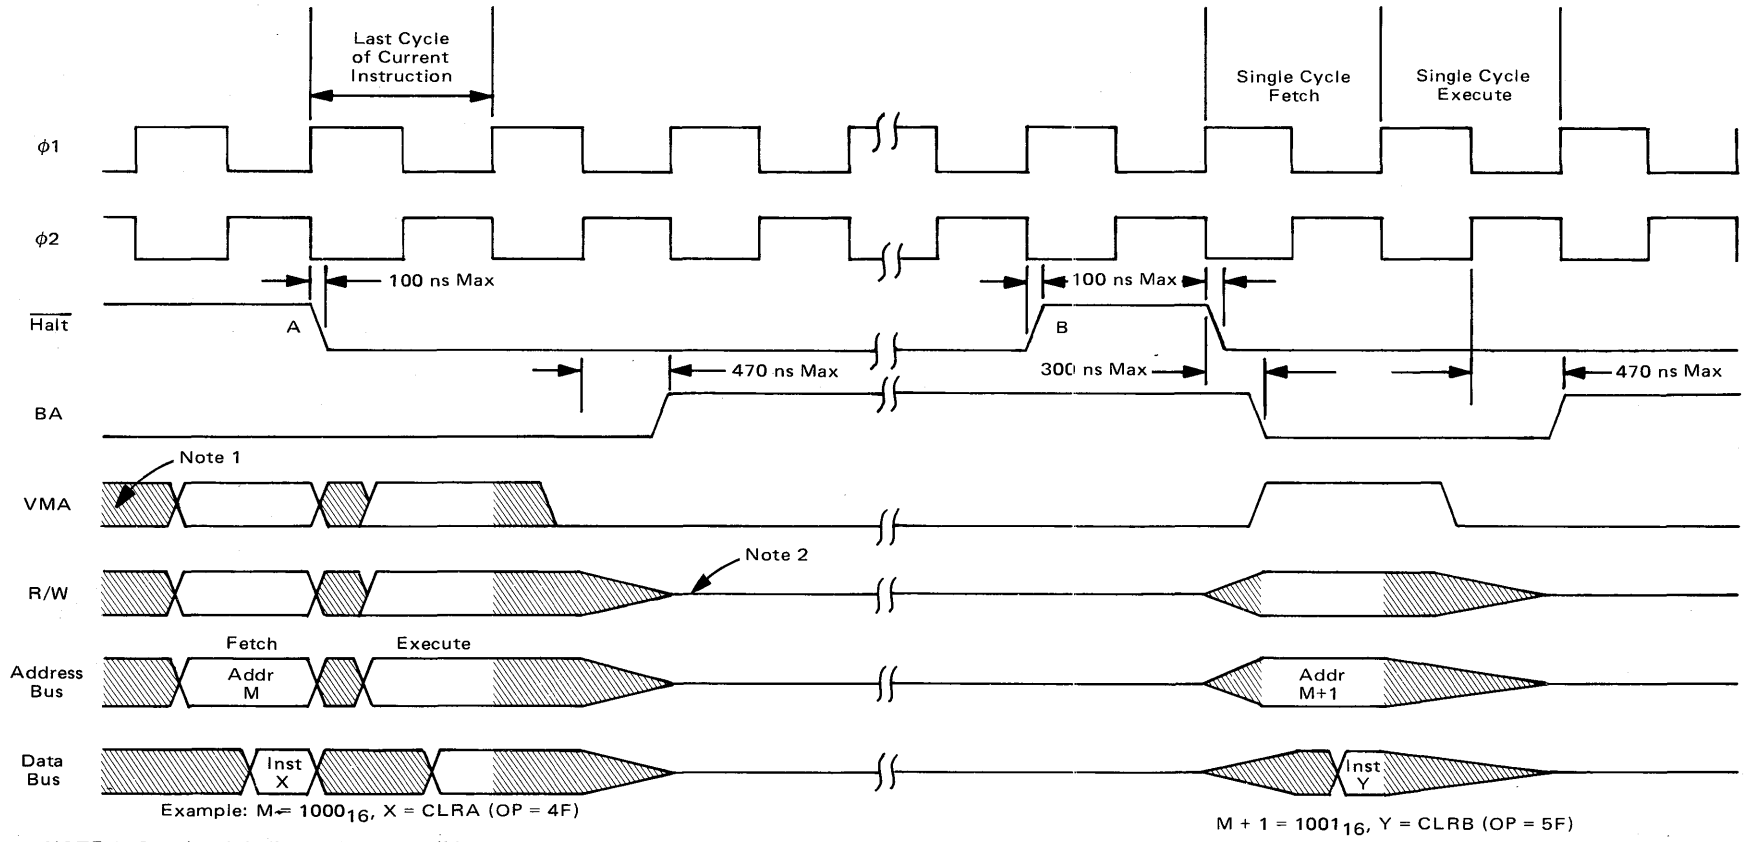 Last Cycle
of Current
Instruction
Single Cycle
Fetch
Single Cycle
Execute
ϕ1
ϕ2
100 ns Max
100 ns Max
Halt
A
B
470 ns Max
300 ns Max
470 ns Max
BA
Note 1
VMA
Note 2
R/W
Fetch
Execute
Address
Bus
Addr
M
Addr
M+1
Data
Bus
Inst
X
Inst
Y
Example: M = 1000₁₆, X = CLRA (OP = 4F)
M + 1 = 1001₁₆, Y = CLRB (OP = 5F)